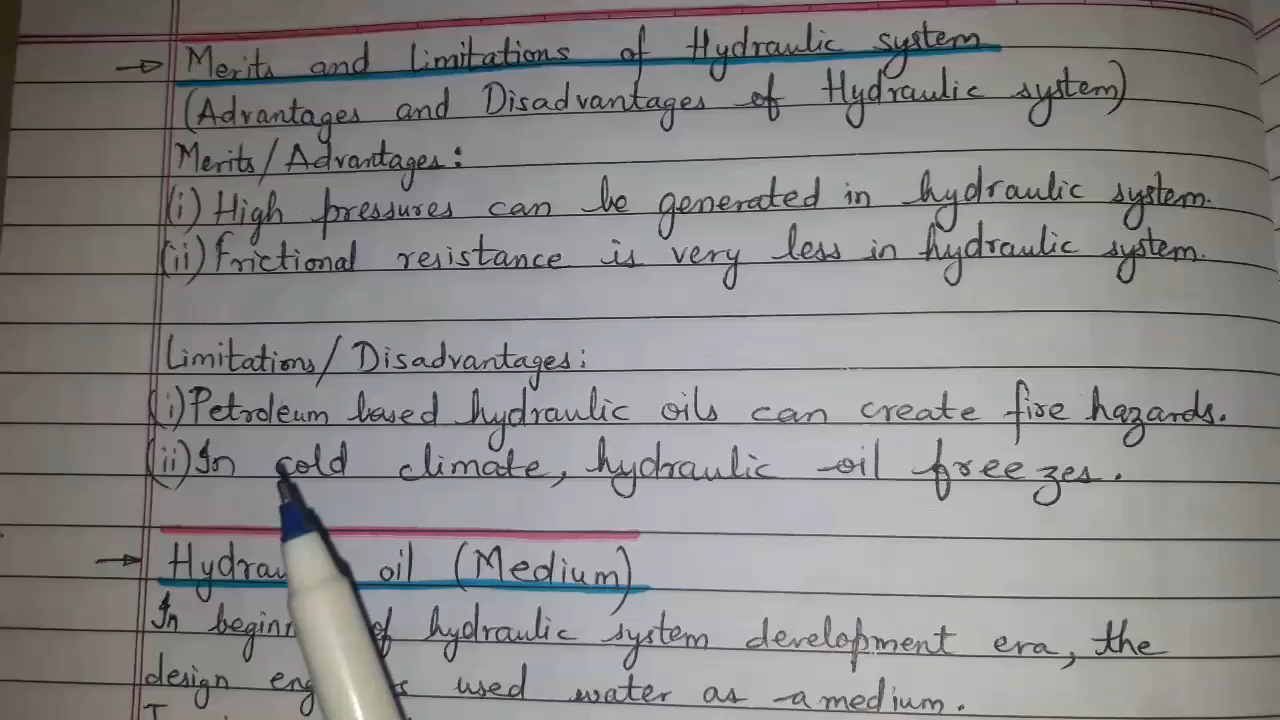 → Merits and limitations of Hydraulic system
(Advantages and Disadvantages of Hydraulic system)
Merits/Advantages:
(i) High pressures can be generated in hydraulic system.
(ii) Frictional resistance is very less in hydraulic system.
Limitations/Disadvantages:
(i) Petroleum based hydraulic oils can create fire hazards.
(ii) In cold climate, hydraulic oil freezes.
→ oil (Medium)
In of hydraulic system development era, the
design used water as a medium.